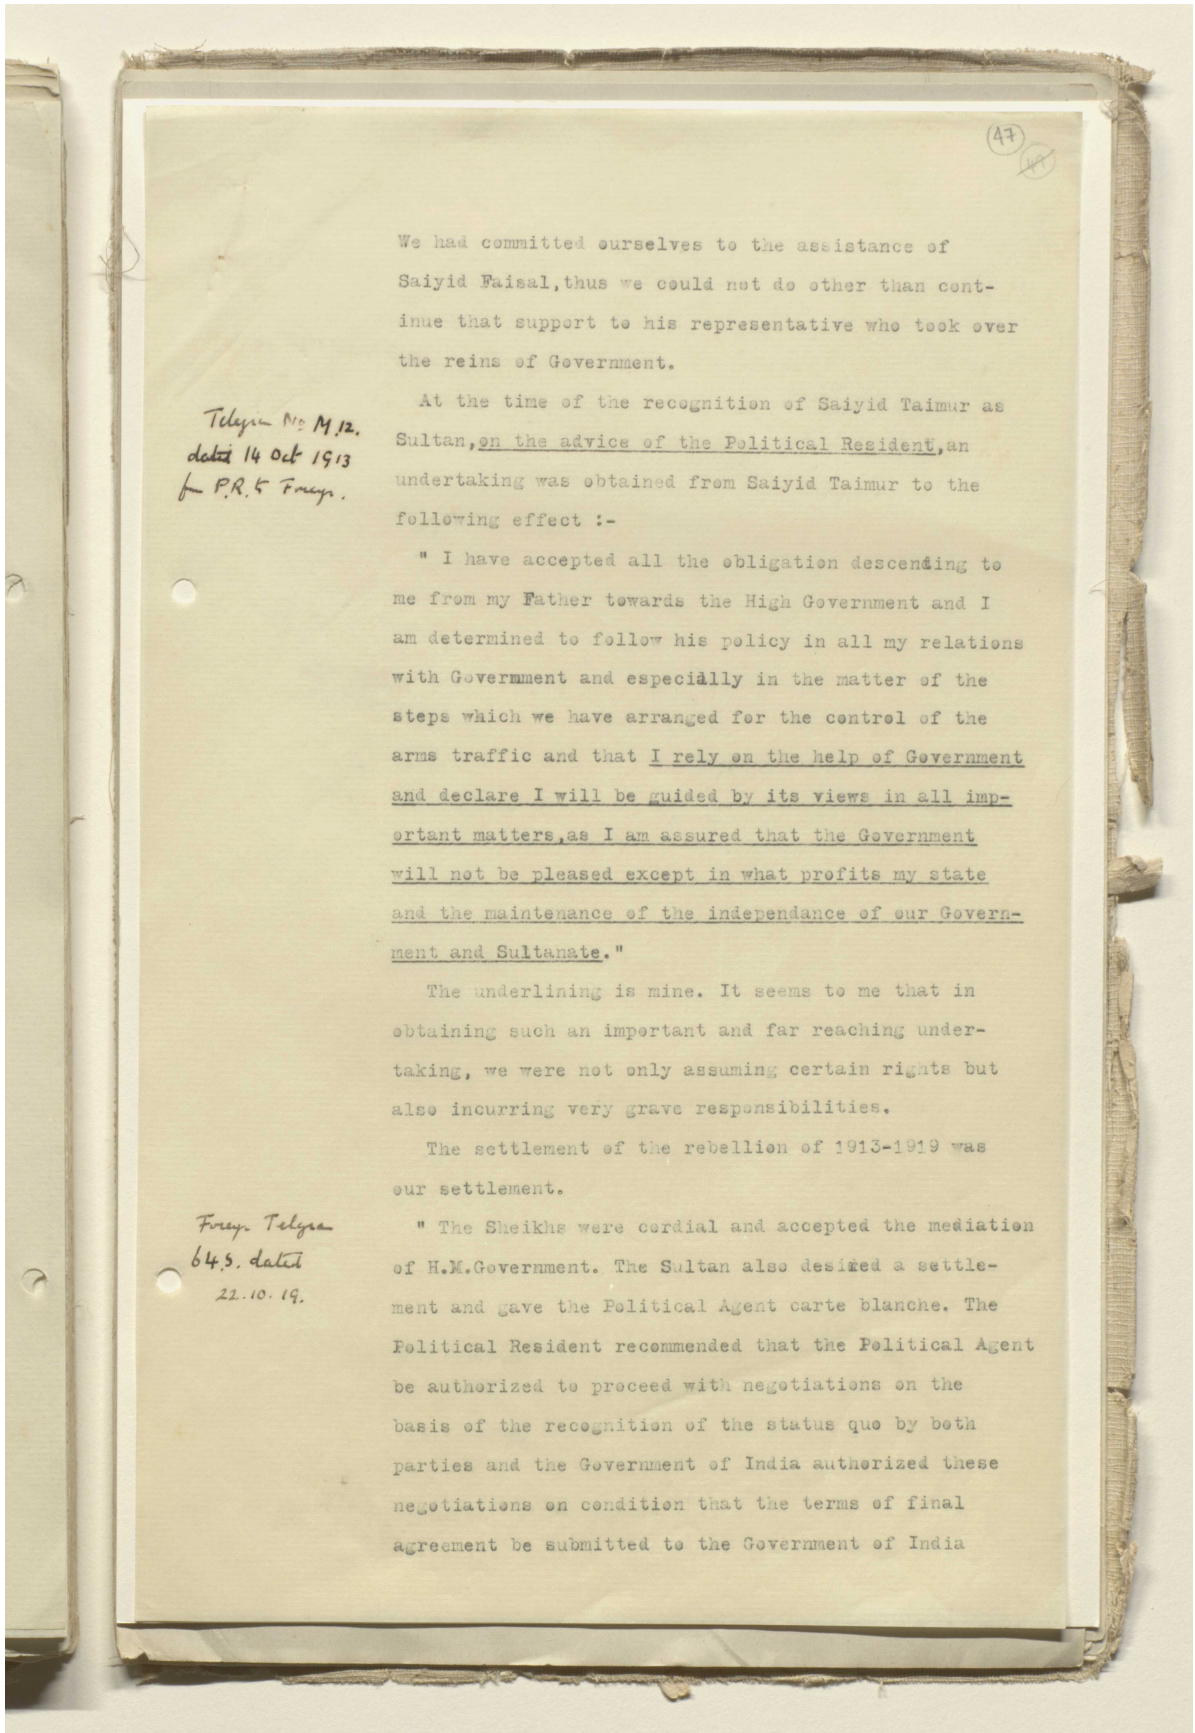 47
We had committed ourselves to the assistance of
Saiyid Faisal,thus we could not do other than cont-
inue that support to his representative who took over
the reins of Government.
At the time of the recognition of Saiyid Taimur as
Sultan,on the advice of the Political Resident,an
undertaking was obtained from Saiyid Taimur to the
following effect :-
Telegram No M.12.
dated 14 Oct 1913
fm P.R. to Foreign.
" I have accepted all the obligation descending to
me from my Father towards the High Government and I
am determined to follow his policy in all my relations
with Government and especially in the matter of the
steps which we have arranged for the control of the
arms traffic and that I rely on the help of Government
and declare I will be guided by its views in all imp-
ortant matters,as I am assured that the Government
will not be pleased except in what profits my state
and the maintenance of the independance of our Govern-
ment and Sultanate."
The underlining is mine. It seems to me that in
obtaining such an important and far reaching under-
taking, we were not only assuming certain rights but
also incurring very grave responsibilities.
The settlement of the rebellion of 1913-1919 was
our settlement.
Foreign Telegram
64.S. dated
22.10.19.
" The Sheikhs were cordial and accepted the mediation
of H.M.Government. The Sultan also desired a settle-
ment and gave the Political Agent carte blanche. The
Political Resident recommended that the Political Agent
be authorized to proceed with negotiations on the
basis of the recognition of the status quo by both
parties and the Government of India authorized these
negotiations on condition that the terms of final
agreement be submitted to the Government of India